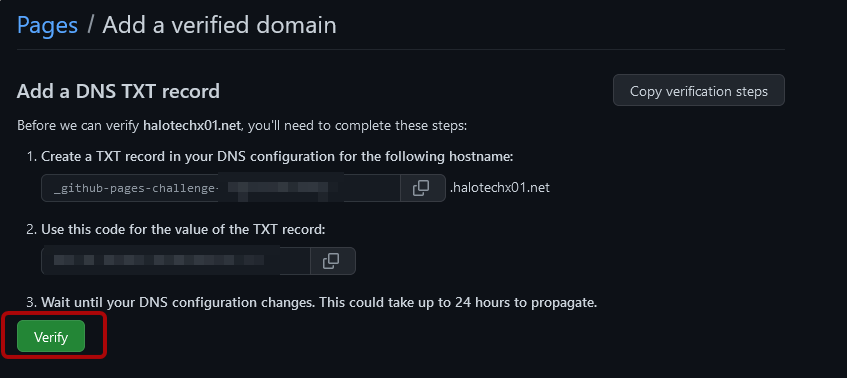 Pages / Add a verified domain
Add a DNS TXT record
Copy verification steps
Before we can verify halotechx01.net, you'll need to complete these steps:
1. Create a TXT record in your DNS configuration for the following hostname:
_github-pages-challenge- .halotechx01.net
2. Use this code for the value of the TXT record:
3. Wait until your DNS configuration changes. This could take up to 24 hours to propagate.
Verify